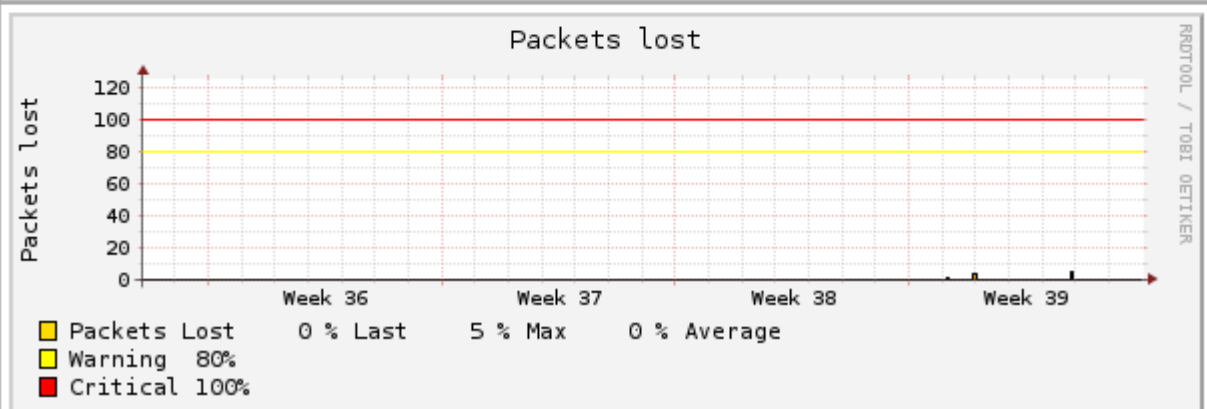 Packets lost
RRDTOOL / TOBI OETIKER
Packets lost
120
100
80
60
40
20
0
Week 36 Week 37 Week 38 Week 39
Packets Lost 0 % Last 5 % Max 0 % Average
Warning 80%
Critical 100%